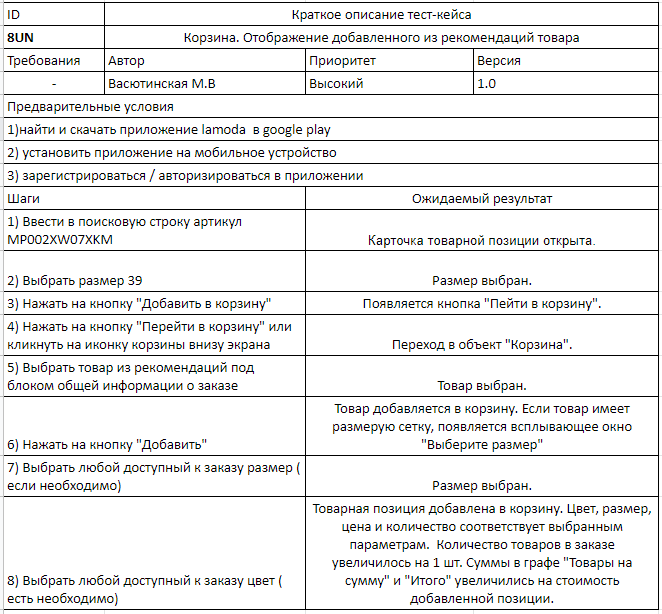 ID Краткое описание тест-кейса
8UN Корзина. Отображение добавленного из рекомендаций товара
Требования Автор Приоритет Версия
- Васютинская М.В Высокий 1.0
Предварительные условия
1)найти и скачать приложение lamoda в google play
2) установить приложение на мобильное устройство
3) зарегистрироваться / авторизироваться в приложении
Шаги Ожидаемый результат
1) Ввести в поисковую строку артикул
MP002XW07XKM
Карточка товарной позиции открыта.
2) Выбрать размер 39 Размер выбран.
3) Нажать на кнопку "Добавить в корзину" Появляется кнопка "Пейти в корзину".
4) Нажать на кнопку "Перейти в корзину" или
кликнуть на иконку корзины внизу экрана
Переход в объект "Корзина".
5) Выбрать товар из рекомендаций под
блоком общей информации о заказе
Товар выбран.
6) Нажать на кнопку "Добавить"
Товар добавляется в корзину. Если товар имеет
размерую сетку, появляется всплывающее окно
"Выберите размер"
7) Выбрать любой доступный к заказу размер (
если необходимо)
Размер выбран.
8) Выбрать любой доступный к заказу цвет (
есть необходимо)
Товарная позиция добавлена в корзину. Цвет, размер,
цена и количество соответствует выбранным
параметрам. Количество товаров в заказе
увеличилось на 1 шт. Суммы в графе "Товары на
сумму" и "Итого" увеличились на стоимость
добавленной позиции.